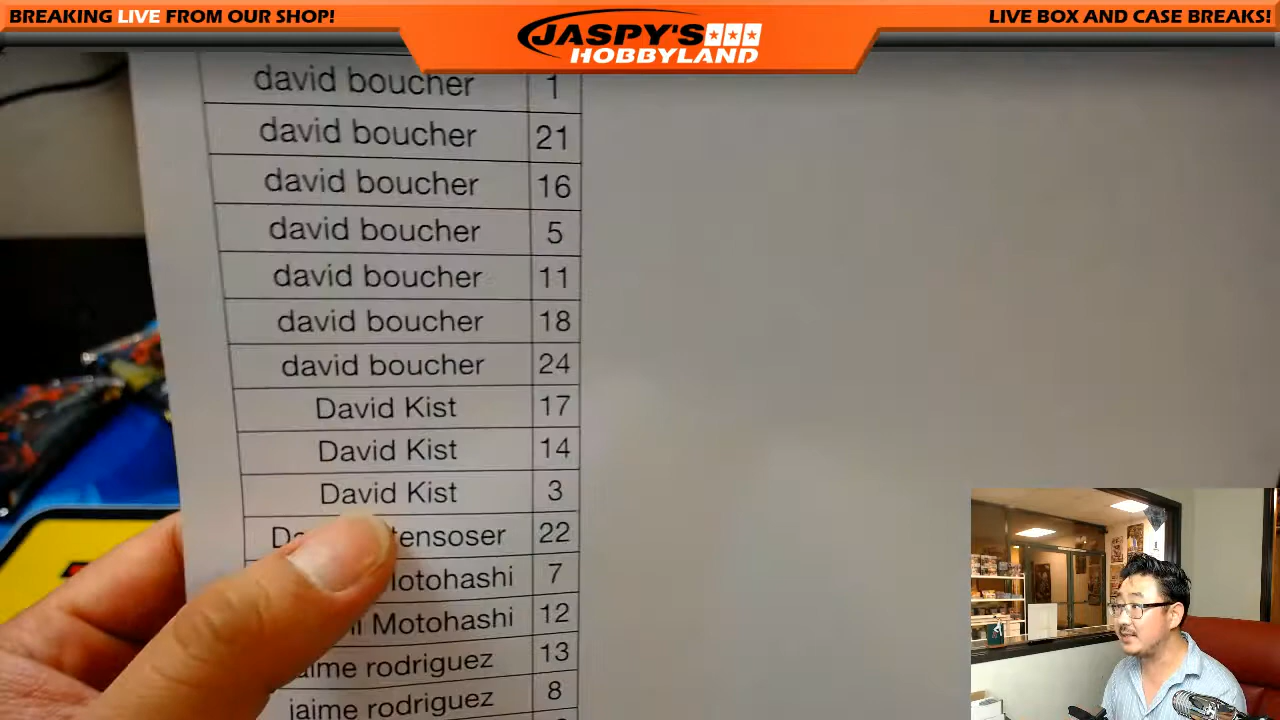 BREAKING LIVE FROM OUR SHOP!
JASPY'S
HOBBYLAND
LIVE BOX AND CASE BREAKS!
david boucher 1
david boucher 21
david boucher 16
david boucher 5
david boucher 11
david boucher 18
david boucher 24
David Kist 17
David Kist 14
David Kist 3
22
Motohashi 7
Motohashi 12
jaime rodriguez 13
jaime rodriguez 8